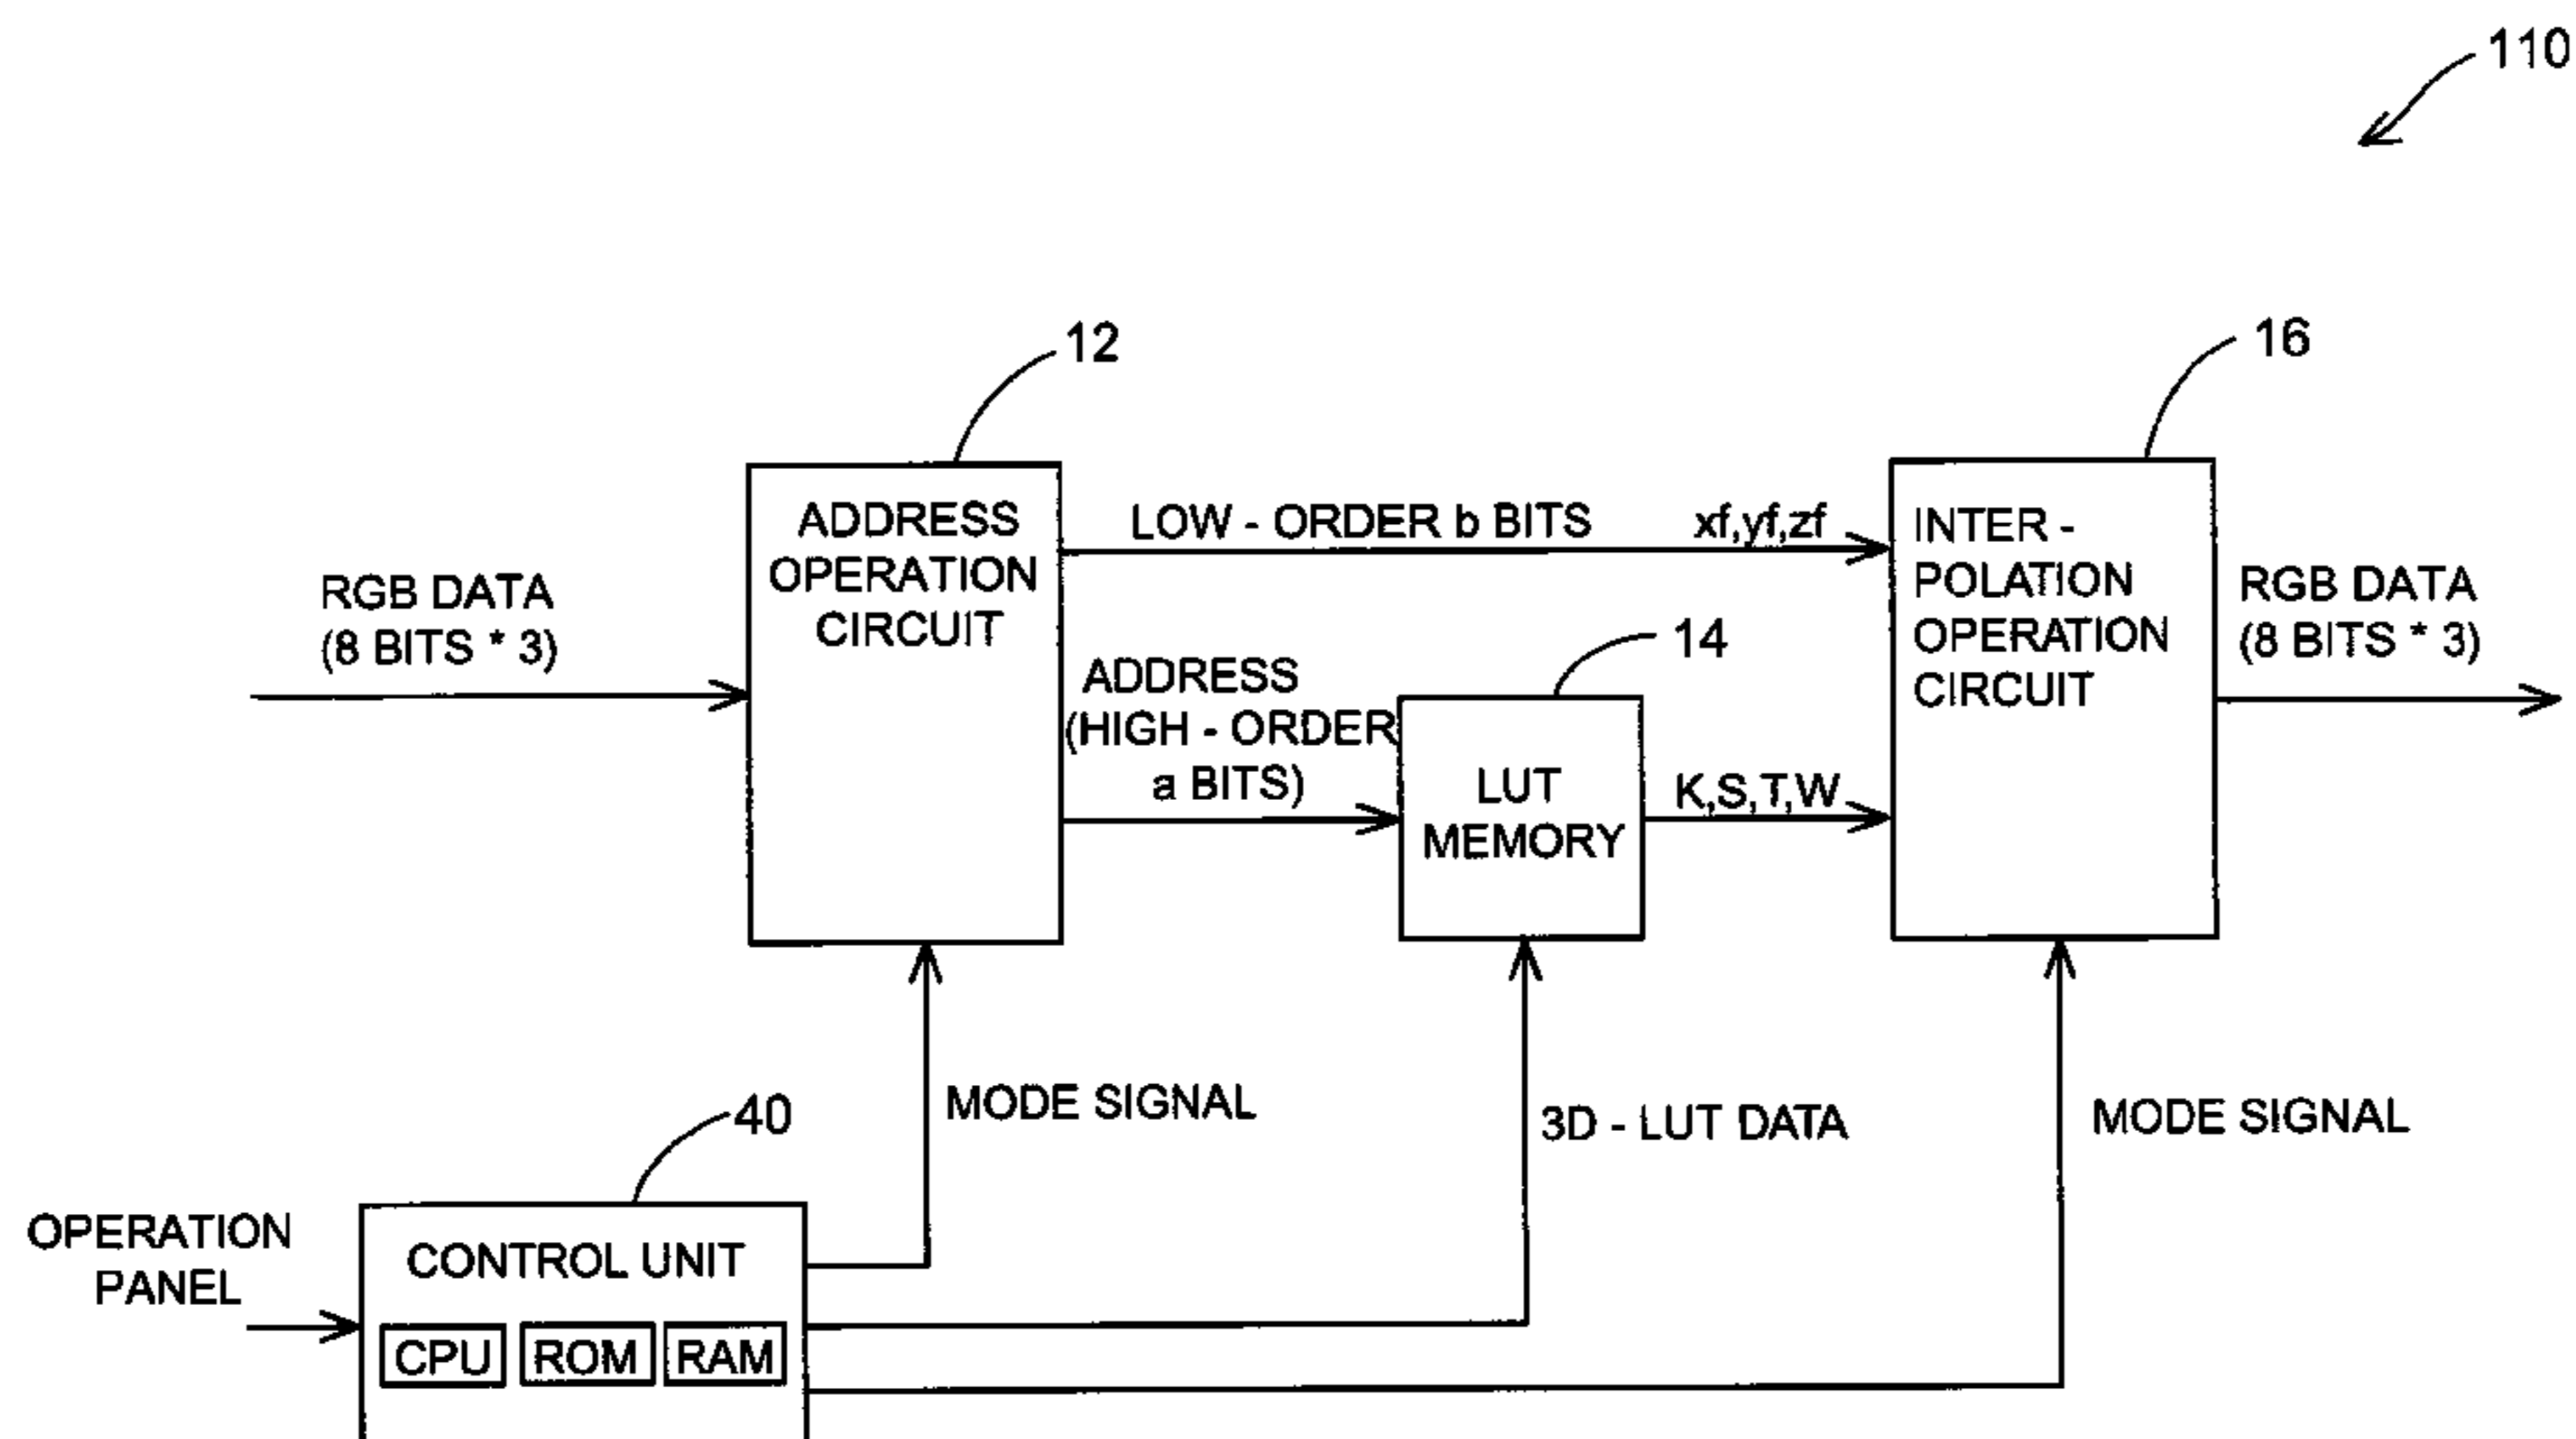 110
12
16
ADDRESS
OPERATION
CIRCUIT
LOW - ORDER b BITS
xf,yf,zf
INTER -
POLATION
OPERATION
CIRCUIT
RGB DATA
(8 BITS * 3)
RGB DATA
(8 BITS * 3)
14
ADDRESS
(HIGH - ORDER
a BITS)
LUT
MEMORY
K,S,T,W
MODE SIGNAL
3D - LUT DATA
MODE SIGNAL
40
OPERATION
PANEL
CONTROL UNIT
CPU
ROM
RAM